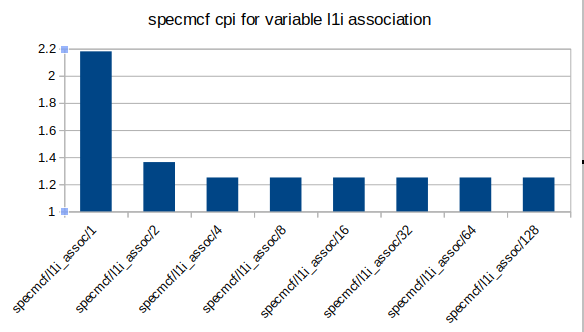 specmcf cpi for variable l1i association
2.2
2
1.8
1.6
1.4
1.2
1
specmcf/l1i_assoc/1
specmcf/l1i_assoc/2
specmcf/l1i_assoc/4
specmcf/l1i_assoc/8
specmcf/l1i_assoc/16
specmcf/l1i_assoc/32
specmcf/l1i_assoc/64
specmcf/l1i_assoc/128